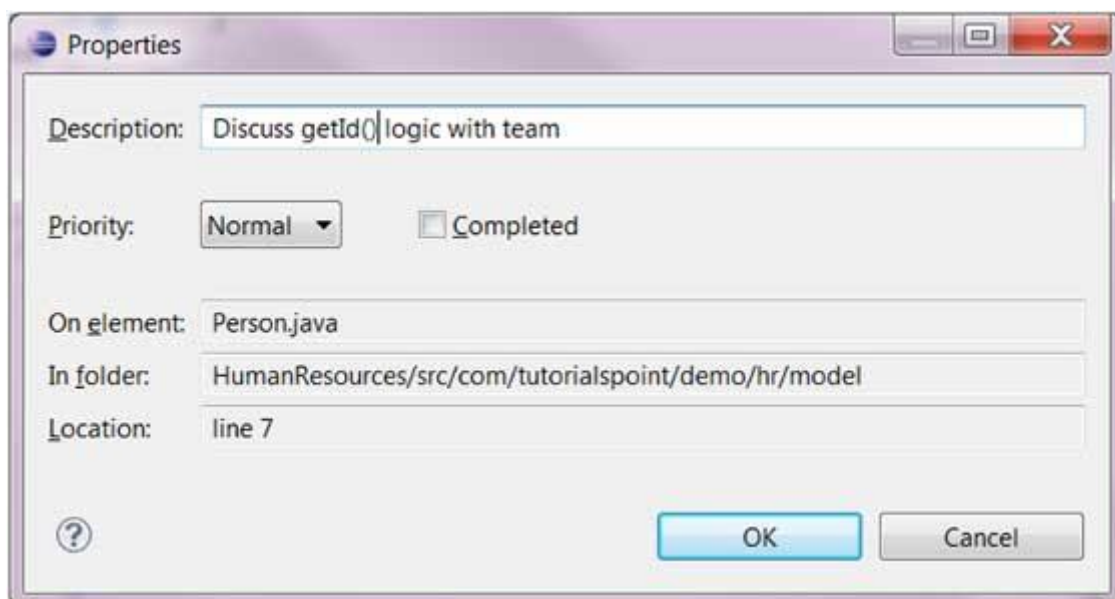 Properties
Description: Discuss getId() logic with team
Priority: Normal Completed
On element: Person.java
In folder: HumanResources/src/com/tutorialspoint/demo/hr/model
Location: line 7
? OK Cancel